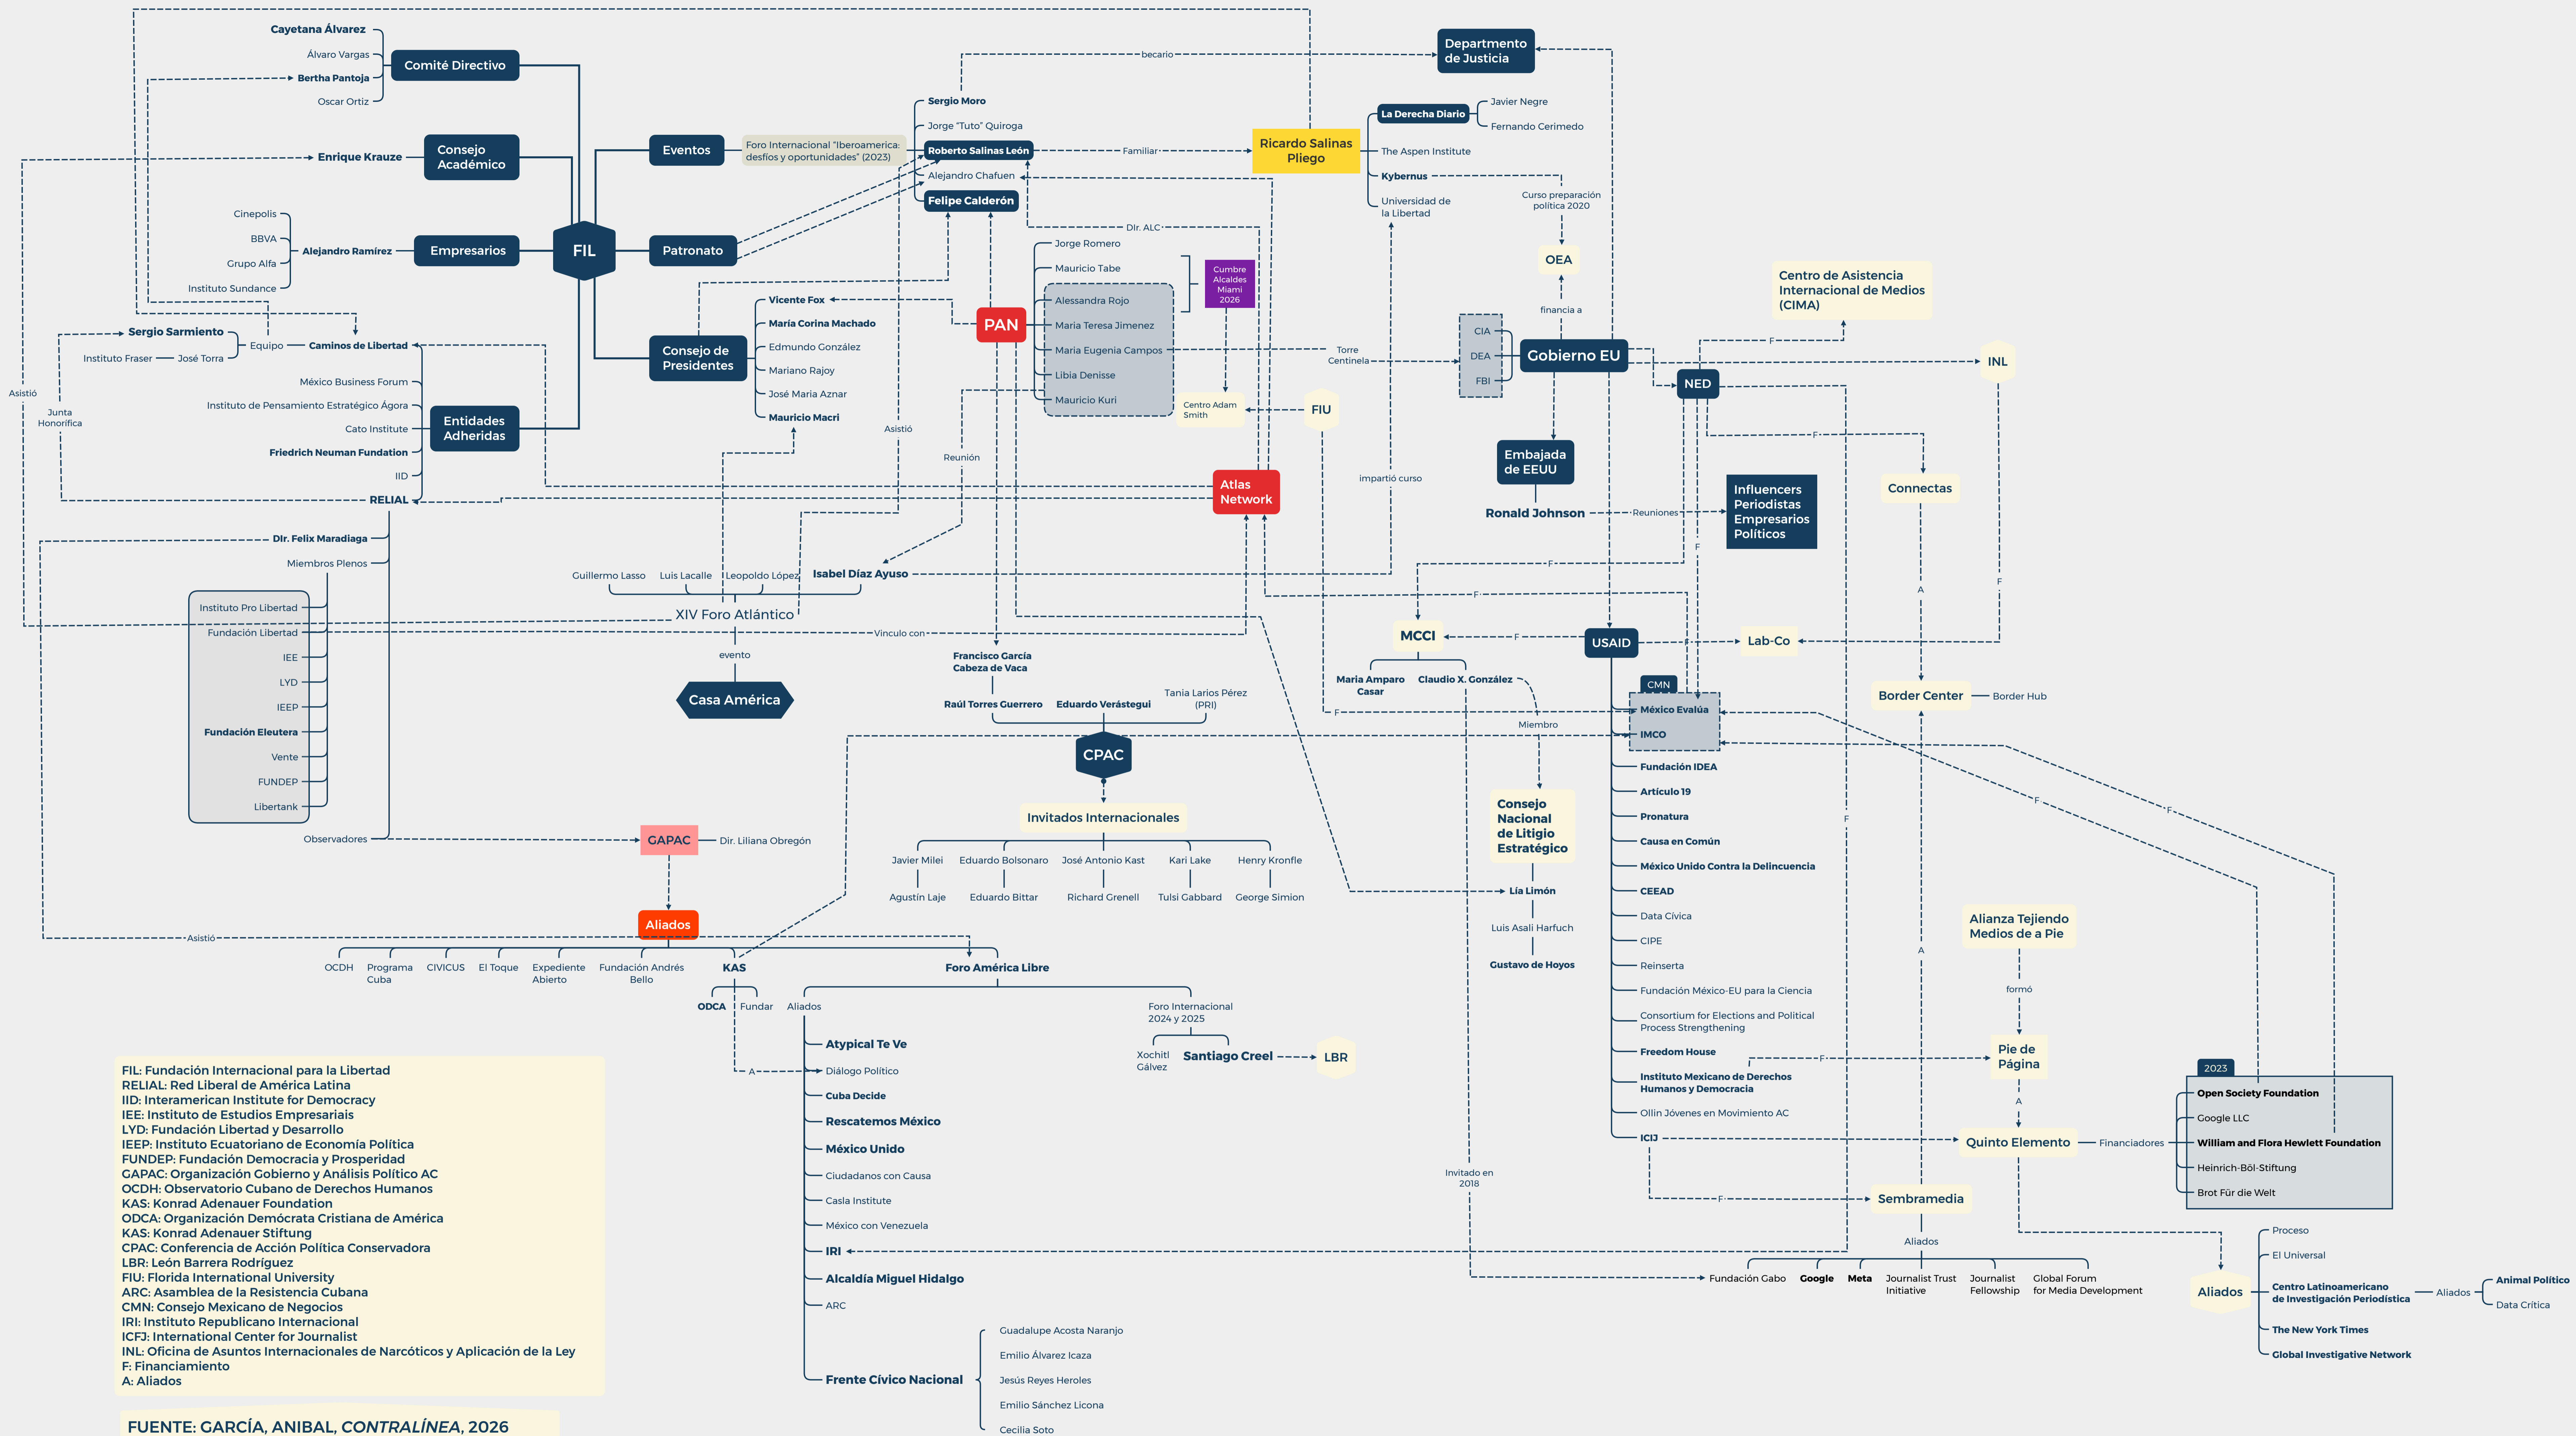 Cayetana Álvarez
Álvaro Vargas
Bertha Pantoja
Oscar Ortiz
Comité Directivo
Enrique Krauze
Consejo
Académico
Cinepolis
BBVA
Grupo Alfa
Instituto Sundance
Alejandro Ramírez
Empresarios
FIL
Sergio Sarmiento
Instituto Fraser
José Torra
Equipo
Caminos de Libertad
México Business Forum
Instituto de Pensamiento Estratégico Ágora
Cato Institute
Friedrich Neuman Fundation
IID
RELIAL
Entidades
Adheridas
Asistió
Junta
Honorífica
DIr. Felix Maradiaga
Miembros Plenos
Instituto Pro Libertad
Fundación Libertad
IEE
LYD
IEEP
Fundación Eleutera
Vente
FUNDEP
Libertank
Observadores
Eventos
Foro Internacional "Iberoamerica:
desfíos y oportunidades" (2023)
Sergio Moro
Jorge "Tuto" Quiroga
Roberto Salinas León
Alejandro Chafuen
Felipe Calderón
Patronato
Consejo de
Presidentes
Vicente Fox
María Corina Machado
Edmundo González
Mariano Rajoy
José Maria Aznar
Mauricio Macri
becario
Familiar
Ricardo Salinas
Pliego
La Derecha Diario
Javier Negre
Fernando Cerimedo
The Aspen Institute
Kybernus
Universidad de
la Libertad
Curso preparación
política 2020
OEA
financia a
Departmento
de Justicia
DIr. ALC
PAN
Jorge Romero
Mauricio Tabe
Alessandra Rojo
Maria Teresa Jimenez
Maria Eugenia Campos
Libia Denisse
Mauricio Kuri
Cumbre
Alcaldes
Miami
2026
Centro Adam
Smith
FIU
Torre
Centinela
CIA
DEA
FBI
Gobierno EU
Centro de Asistencia
Internacional de Medios
(CIMA)
F
INL
NED
F
Connectas
Embajada
de EEUU
Ronald Johnson
Reuniones
Influencers
Periodistas
Empresarios
Políticos
Asistió
Reunión
impartió curso
Atlas
Network
Guillermo Lasso
Luis Lacalle
Leopoldo López
Isabel Díaz Ayuso
XIV Foro Atlántico
Vinculo con
evento
Casa América
Francisco García
Cabeza de Vaca
Raúl Torres Guerrero
Eduardo Verástegui
Tania Larios Pérez
(PRI)
CPAC
Invitados Internacionales
Javier Milei
Eduardo Bolsonaro
José Antonio Kast
Kari Lake
Henry Kronfle
Agustín Laje
Eduardo Bittar
Richard Grenell
Tulsi Gabbard
George Simion
F
F
F
F
A
MCCI
F
USAID
Lab-Co
Maria Amparo
Casar
Claudio X. González
Miembro
F
Consejo
Nacional
de Litigio
Estratégico
Lía Limón
Luis Asali Harfuch
Gustavo de Hoyos
CMN
México Evalúa
IMCO
Fundación IDEA
Artículo 19
Pronatura
Causa en Común
México Unido Contra la Delincuencia
CEEAD
Data Cívica
CIPE
Reinserta
Fundación México-EU para la Ciencia
Consortium for Elections and Political
Process Strengthening
Freedom House
Instituto Mexicano de Derechos
Humanos y Democracia
Ollin Jóvenes en Movimiento AC
ICIJ
Border Center
Border Hub
F
F
F
A
Alianza Tejiendo
Medios de a Pie
formó
Pie de
Página
F
A
Quinto Elemento
Financiadores
2023
Open Society Foundation
Google LLC
William and Flora Hewlett Foundation
Heinrich-Böl-Stiftung
Brot Für die Welt
F
Sembramedia
Aliados
Fundación Gabo
Google
Meta
Journalist Trust
Initiative
Journalist
Fellowship
Global Forum
for Media Development
Invitado en
2018
Aliados
Proceso
El Universal
Centro Latinoamericano
de Investigación Periodística
The New York Times
Global Investigative Network
Aliados
Animal Político
Data Crítica
GAPAC
Dir. Liliana Obregón
Aliados
Asistió
OCDH
Programa
Cuba
CIVICUS
El Toque
Expediente
Abierto
Fundación Andrés
Bello
KAS
Foro América Libre
ODCA
Fundar
Aliados
A
Foro Internacional
2024 y 2025
Xochitl
Gálvez
Santiago Creel
LBR
Atypical Te Ve
Diálogo Político
Cuba Decide
Rescatemos México
México Unido
Ciudadanos con Causa
Casla Institute
México con Venezuela
IRI
Alcaldía Miguel Hidalgo
ARC
Frente Cívico Nacional
Guadalupe Acosta Naranjo
Emilio Álvarez Icaza
Jesús Reyes Heroles
Emilio Sánchez Licona
Cecilia Soto
FIL: Fundación Internacional para la Libertad
RELIAL: Red Liberal de América Latina
IID: Interamerican Institute for Democracy
IEE: Instituto de Estudios Empresariais
LYD: Fundación Libertad y Desarrollo
IEEP: Instituto Ecuatoriano de Economía Política
FUNDEP: Fundación Democracia y Prosperidad
GAPAC: Organización Gobierno y Análisis Político AC
OCDH: Observatorio Cubano de Derechos Humanos
KAS: Konrad Adenauer Foundation
ODCA: Organización Demócrata Cristiana de América
KAS: Konrad Adenauer Stiftung
CPAC: Conferencia de Acción Política Conservadora
LBR: León Barrera Rodríguez
FIU: Florida International University
ARC: Asamblea de la Resistencia Cubana
CMN: Consejo Mexicano de Negocios
IRI: Instituto Republicano Internacional
ICFJ: International Center for Journalist
INL: Oficina de Asuntos Internacionales de Narcóticos y Aplicación de la Ley
F: Financiamiento
A: Aliados
FUENTE: GARCÍA, ANIBAL, CONTRALÍNEA, 2026